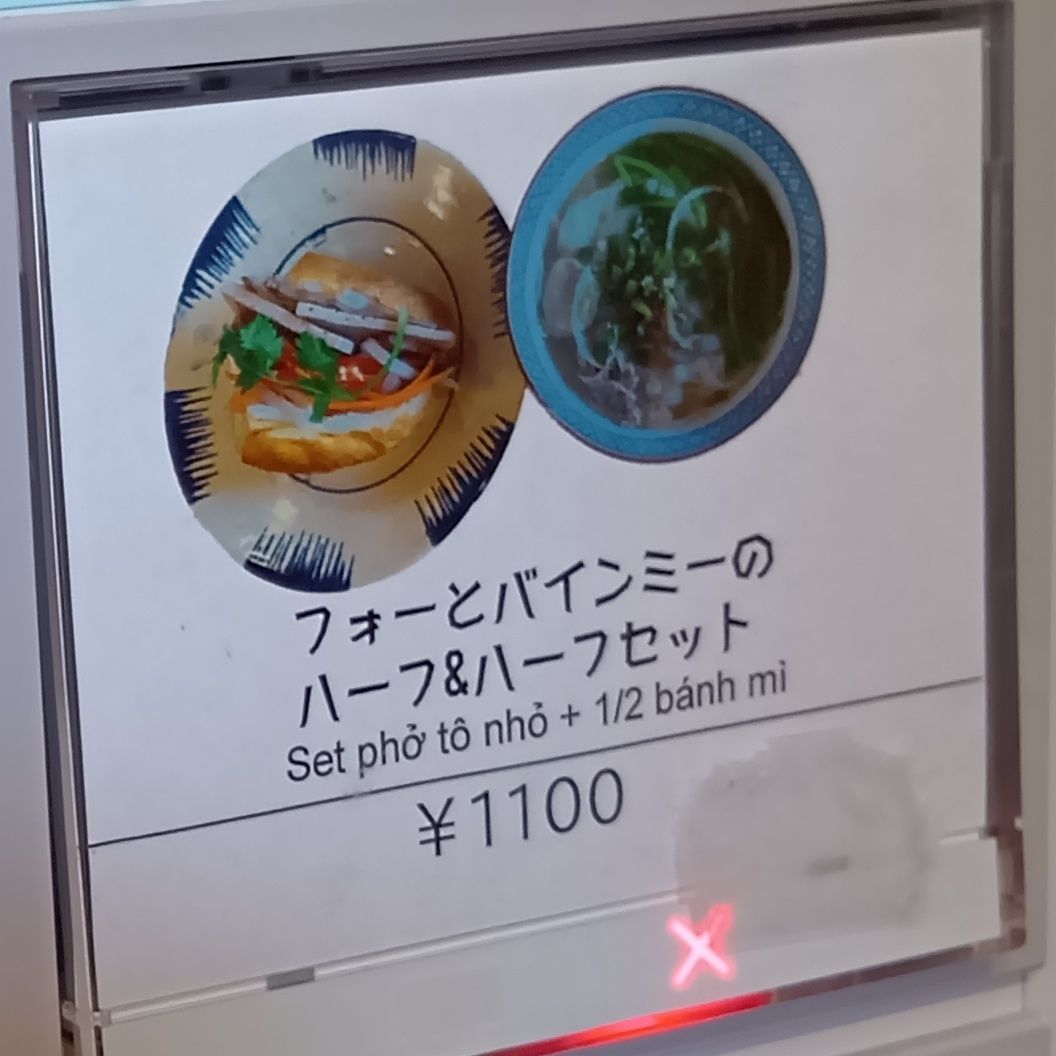 フォーとバインミーの
ハーフ&ハーフセット
Set phở tô nhỏ + 1/2 bánh mì
¥1100